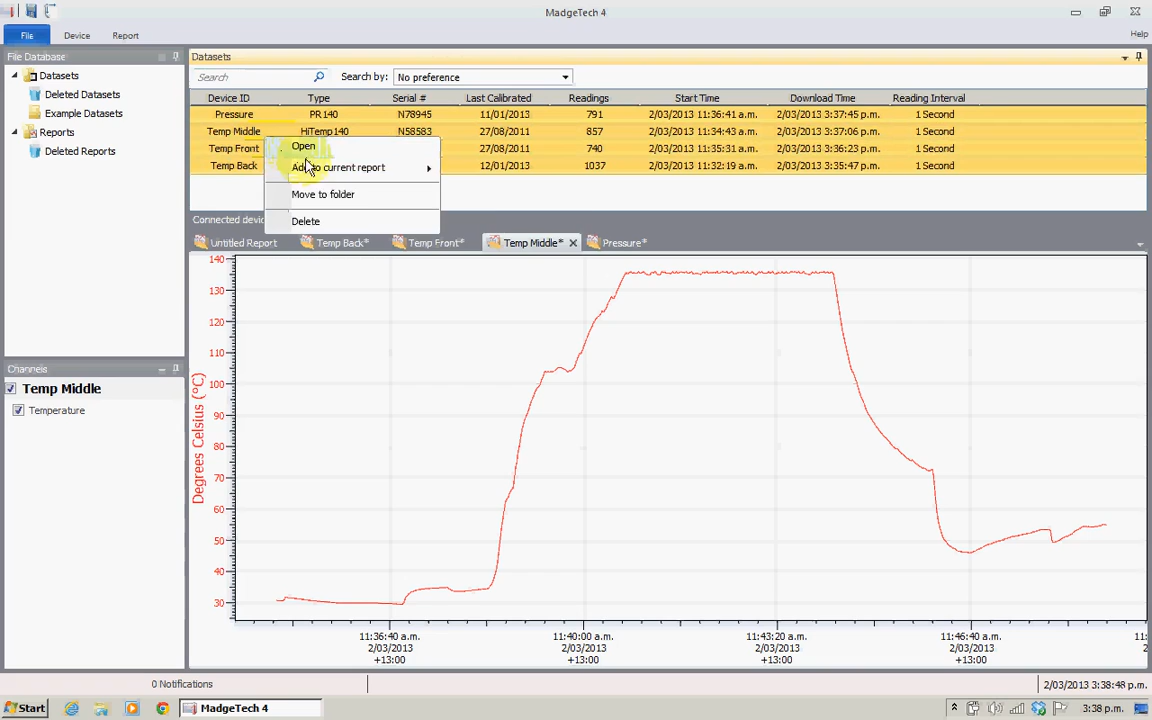 MadgeTech 4
File Device Report Help
File Database
Datasets
Deleted Datasets
Example Datasets
Reports
Deleted Reports
Datasets
Search Search by: No preference
Device ID Type Serial # Last Calibrated Readings Start Time Download Time Reading Interval
Pressure PR140 N78945 11/01/2013 791 2/03/2013 11:36:41 a.m. 2/03/2013 3:37:45 p.m. 1 Second
Temp Middle HiTemp140 N58583 27/08/2011 857 2/03/2013 11:34:43 a.m. 2/03/2013 3:37:06 p.m. 1 Second
Temp Front 27/08/2011 740 2/03/2013 11:35:31 a.m. 2/03/2013 3:36:23 p.m. 1 Second
Temp Back 12/01/2013 1037 2/03/2013 11:32:19 a.m. 2/03/2013 3:35:47 p.m. 1 Second
Open
to current report
Move to folder
Delete
Connected
Untitled Report Temp Back* Temp Front* Temp Middle* Pressure*
Channels
Temp Middle
Temperature
Degrees Celsius (°C)
140
130
120
110
100
90
80
70
60
50
40
30
11:36:40 a.m. 11:40:00 a.m. 11:43:20 a.m. 11:46:40 a.m. 11:5
2/03/2013 2/03/2013 2/03/2013 2/03/2013 2/
+13:00 +13:00 +13:00 +13:00
0 Notifications 2/03/2013 3:38:48 p.m.
Start MadgeTech 4 3:38 p.m.